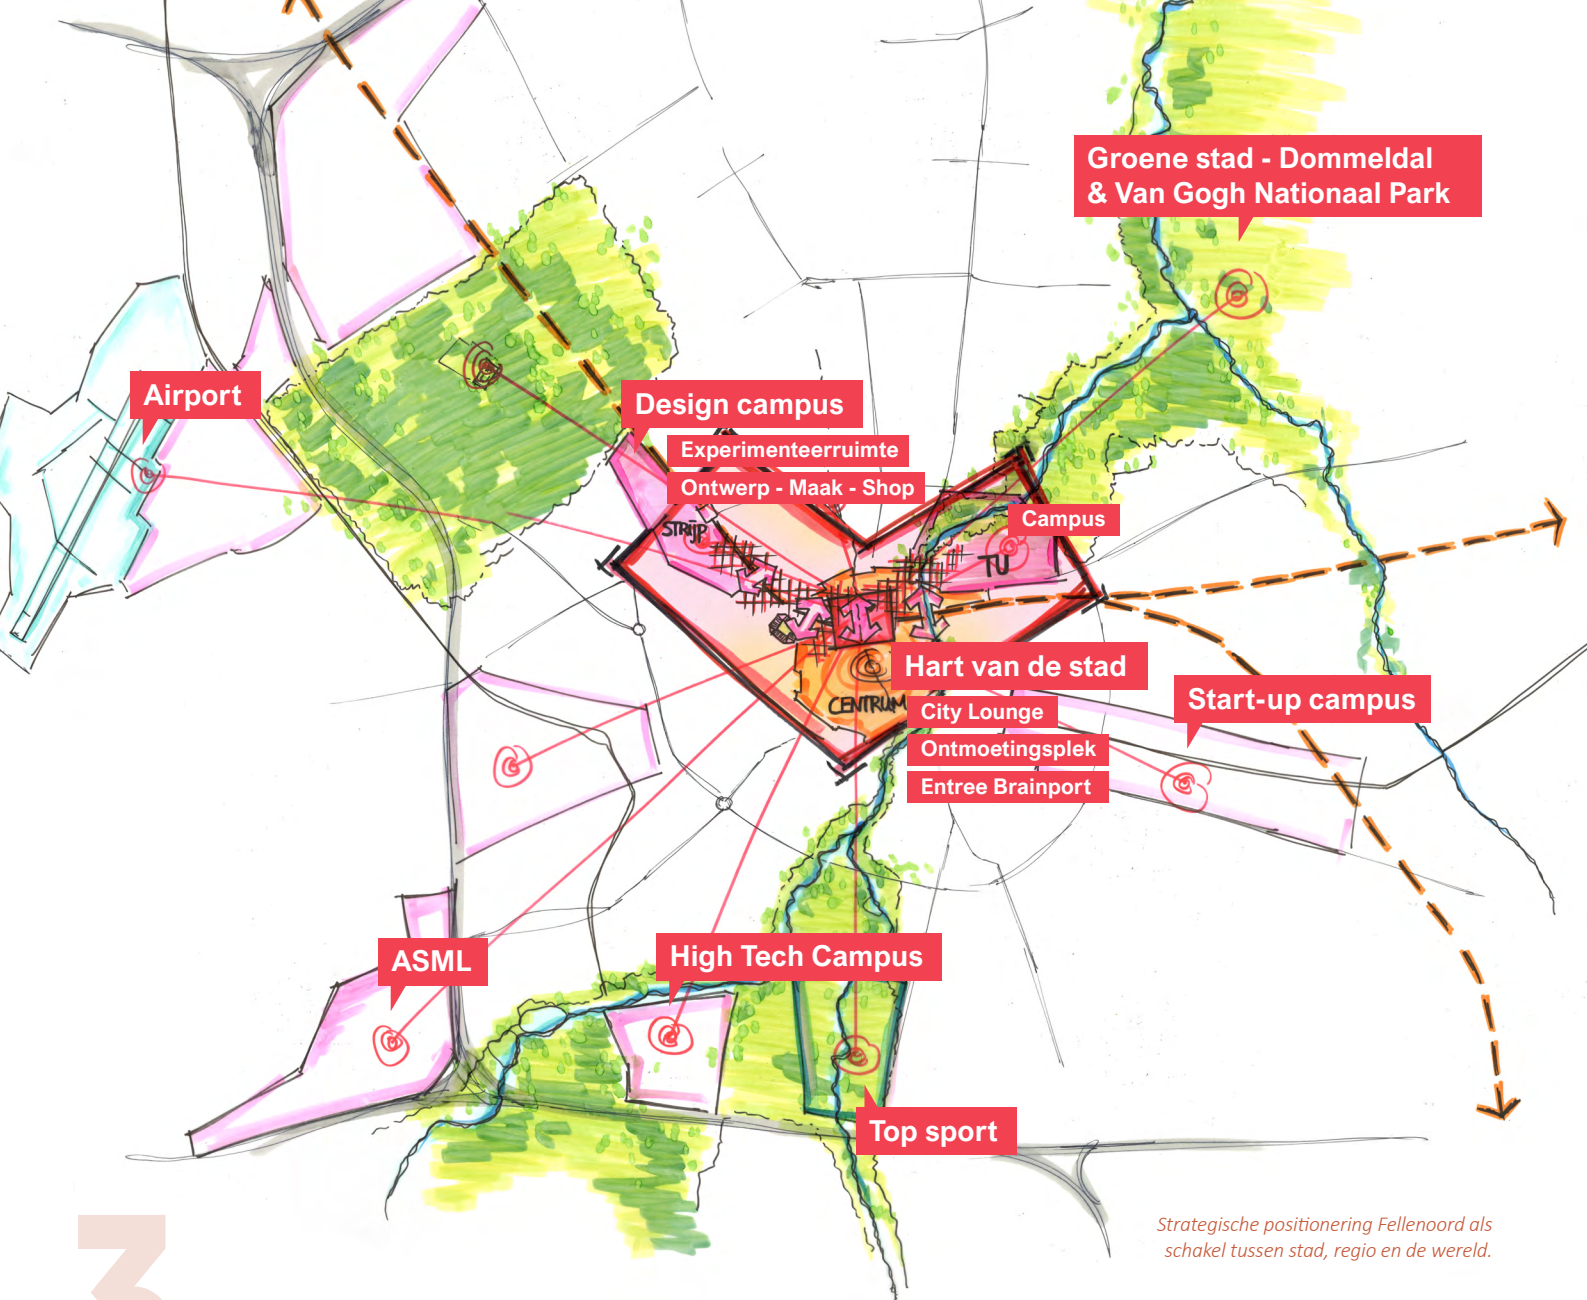 Groene stad - Dommeldal
& Van Gogh Nationaal Park
Airport
Design campus
Experimenteerruimte
Ontwerp - Maak - Shop
Campus
STRIJP
TU
Hart van de stad
CENTRUM
City Lounge
Start-up campus
Ontmoetingsplek
Entree Brainport
ASML
High Tech Campus
Top sport
Strategische positionering Fellenoord als
schakel tussen stad, regio en de wereld.
3